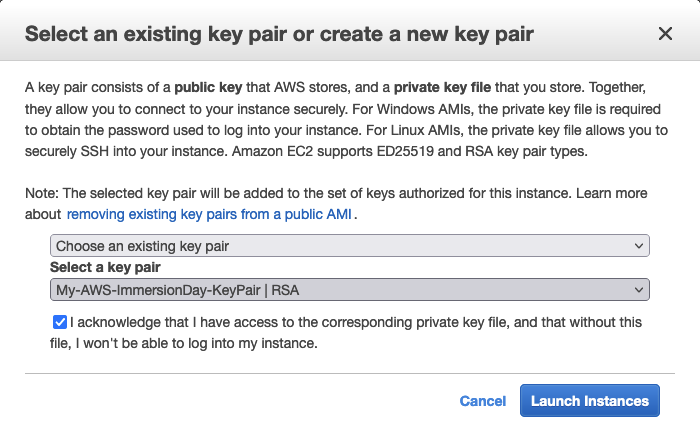 Select an existing key pair or create a new key pair
A key pair consists of a public key that AWS stores, and a private key file that you store. Together,
they allow you to connect to your instance securely. For Windows AMIs, the private key file is required
to obtain the password used to log into your instance. For Linux AMIs, the private key file allows you to
securely SSH into your instance. Amazon EC2 supports ED25519 and RSA key pair types.
Note: The selected key pair will be added to the set of keys authorized for this instance. Learn more
about removing existing key pairs from a public AMI .
Choose an existing key pair
Select a key pair
My-AWS-ImmersionDay-KeyPair | RSA
I acknowledge that I have access to the corresponding private key file, and that without this
file, I won't be able to log into my instance.
Cancel Launch Instances